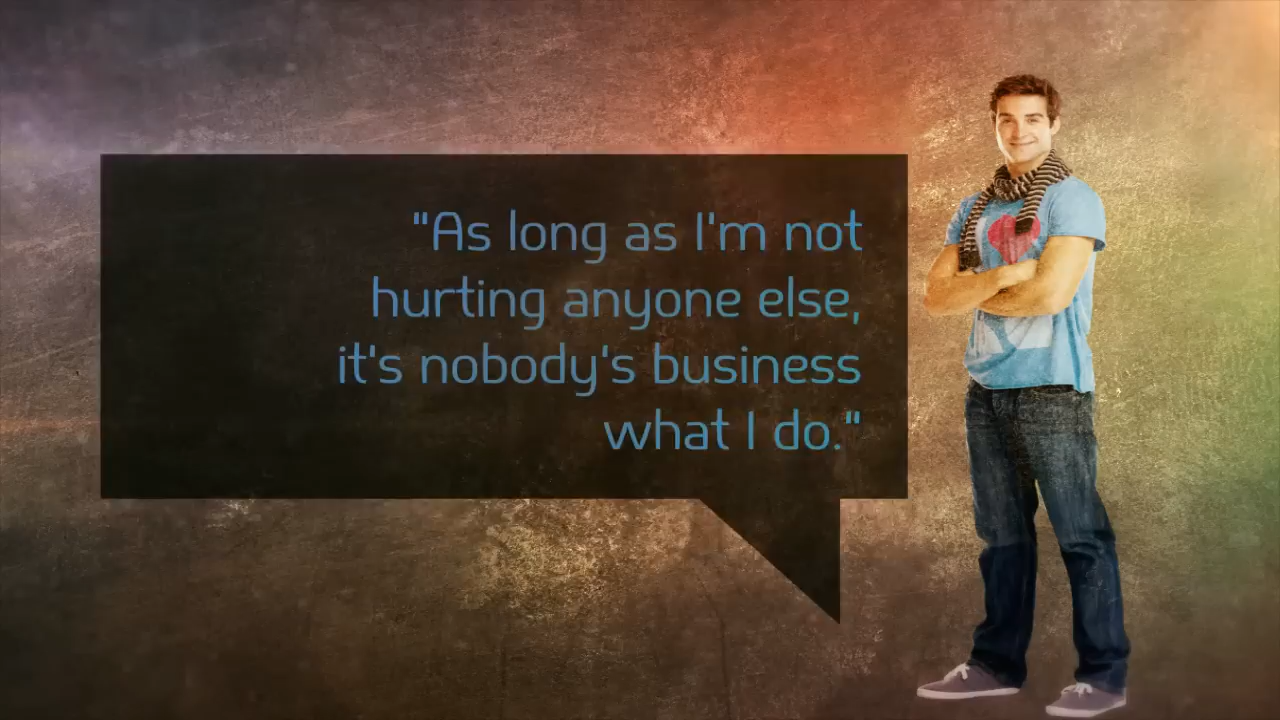 "As long as I'm not
hurting anyone else,
it's nobody's business
what I do."